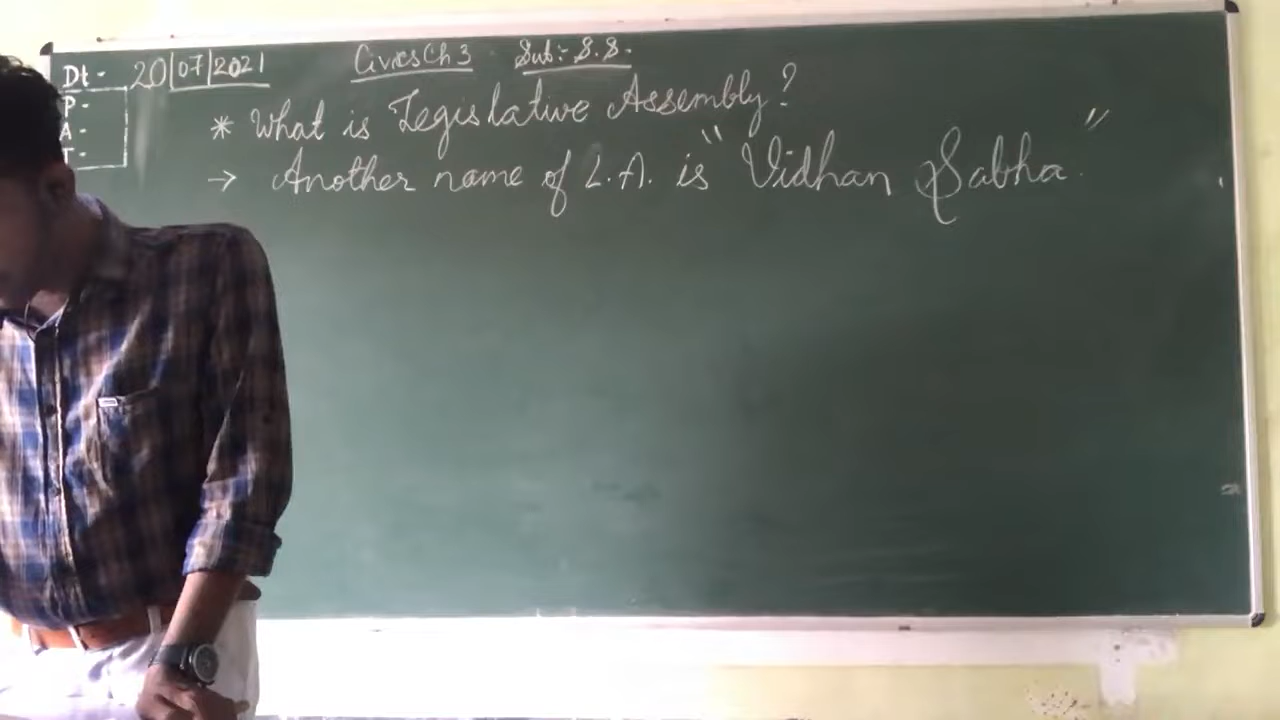 Dt - 20|07|2021 Civics Ch 3 Sub:- S.S.
P -
A -
T -
* What is Legislative Assembly?
→ Another name of L.A. is "Vidhan Sabha."